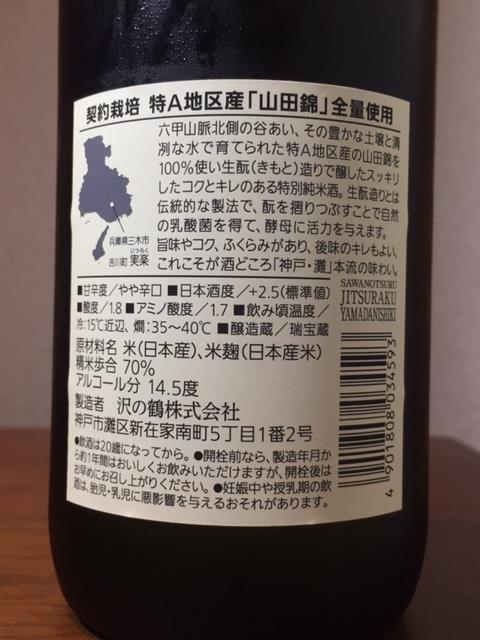 契約栽培 特A地区産「山田錦」全量使用
六甲山脈北側の谷あい、その豊かな土壌と清
冽な水で育てられた特A地区産の山田錦を
100%使い生酛(きもと)造りで醸したスッキリ
したコクとキレのある特別純米酒。生酛造りとは
伝統的な製法で、酛を摺りつぶすことで自然
の乳酸菌を得て、酵母に活力を与えます。
旨味やコク、ふくらみがあり、後味のキレもよい、
これこそが酒どころ「神戸・灘」本流の味わい。
兵庫県三木市
じつらく
吉川町 実楽
■甘辛度/やや辛口 ■日本酒度/+2.5(標準値)
■酸度/1.8 ■アミノ酸度/1.7 ■飲み頃温度/
冷:15℃近辺、燗:35~40℃ ■醸造蔵/瑞宝蔵
SAWANOTSURU
JITSURAKU
YAMADANISHIKI
原材料名 米(日本産)、米麹(日本産米)
精米歩合 70%
アルコール分 14.5度
製造者 沢の鶴株式会社
神戸市灘区新在家南町5丁目1番2号
●飲酒は20歳になってから。●開栓前なら、製造年月か
ら約1年間はおいしくお飲みいただけますが、開栓後は
お早めにお召し上がりください。●妊娠中や授乳期の飲
酒は、胎児・乳児に悪影響を与えるおそれがあります。
4 901808 034593